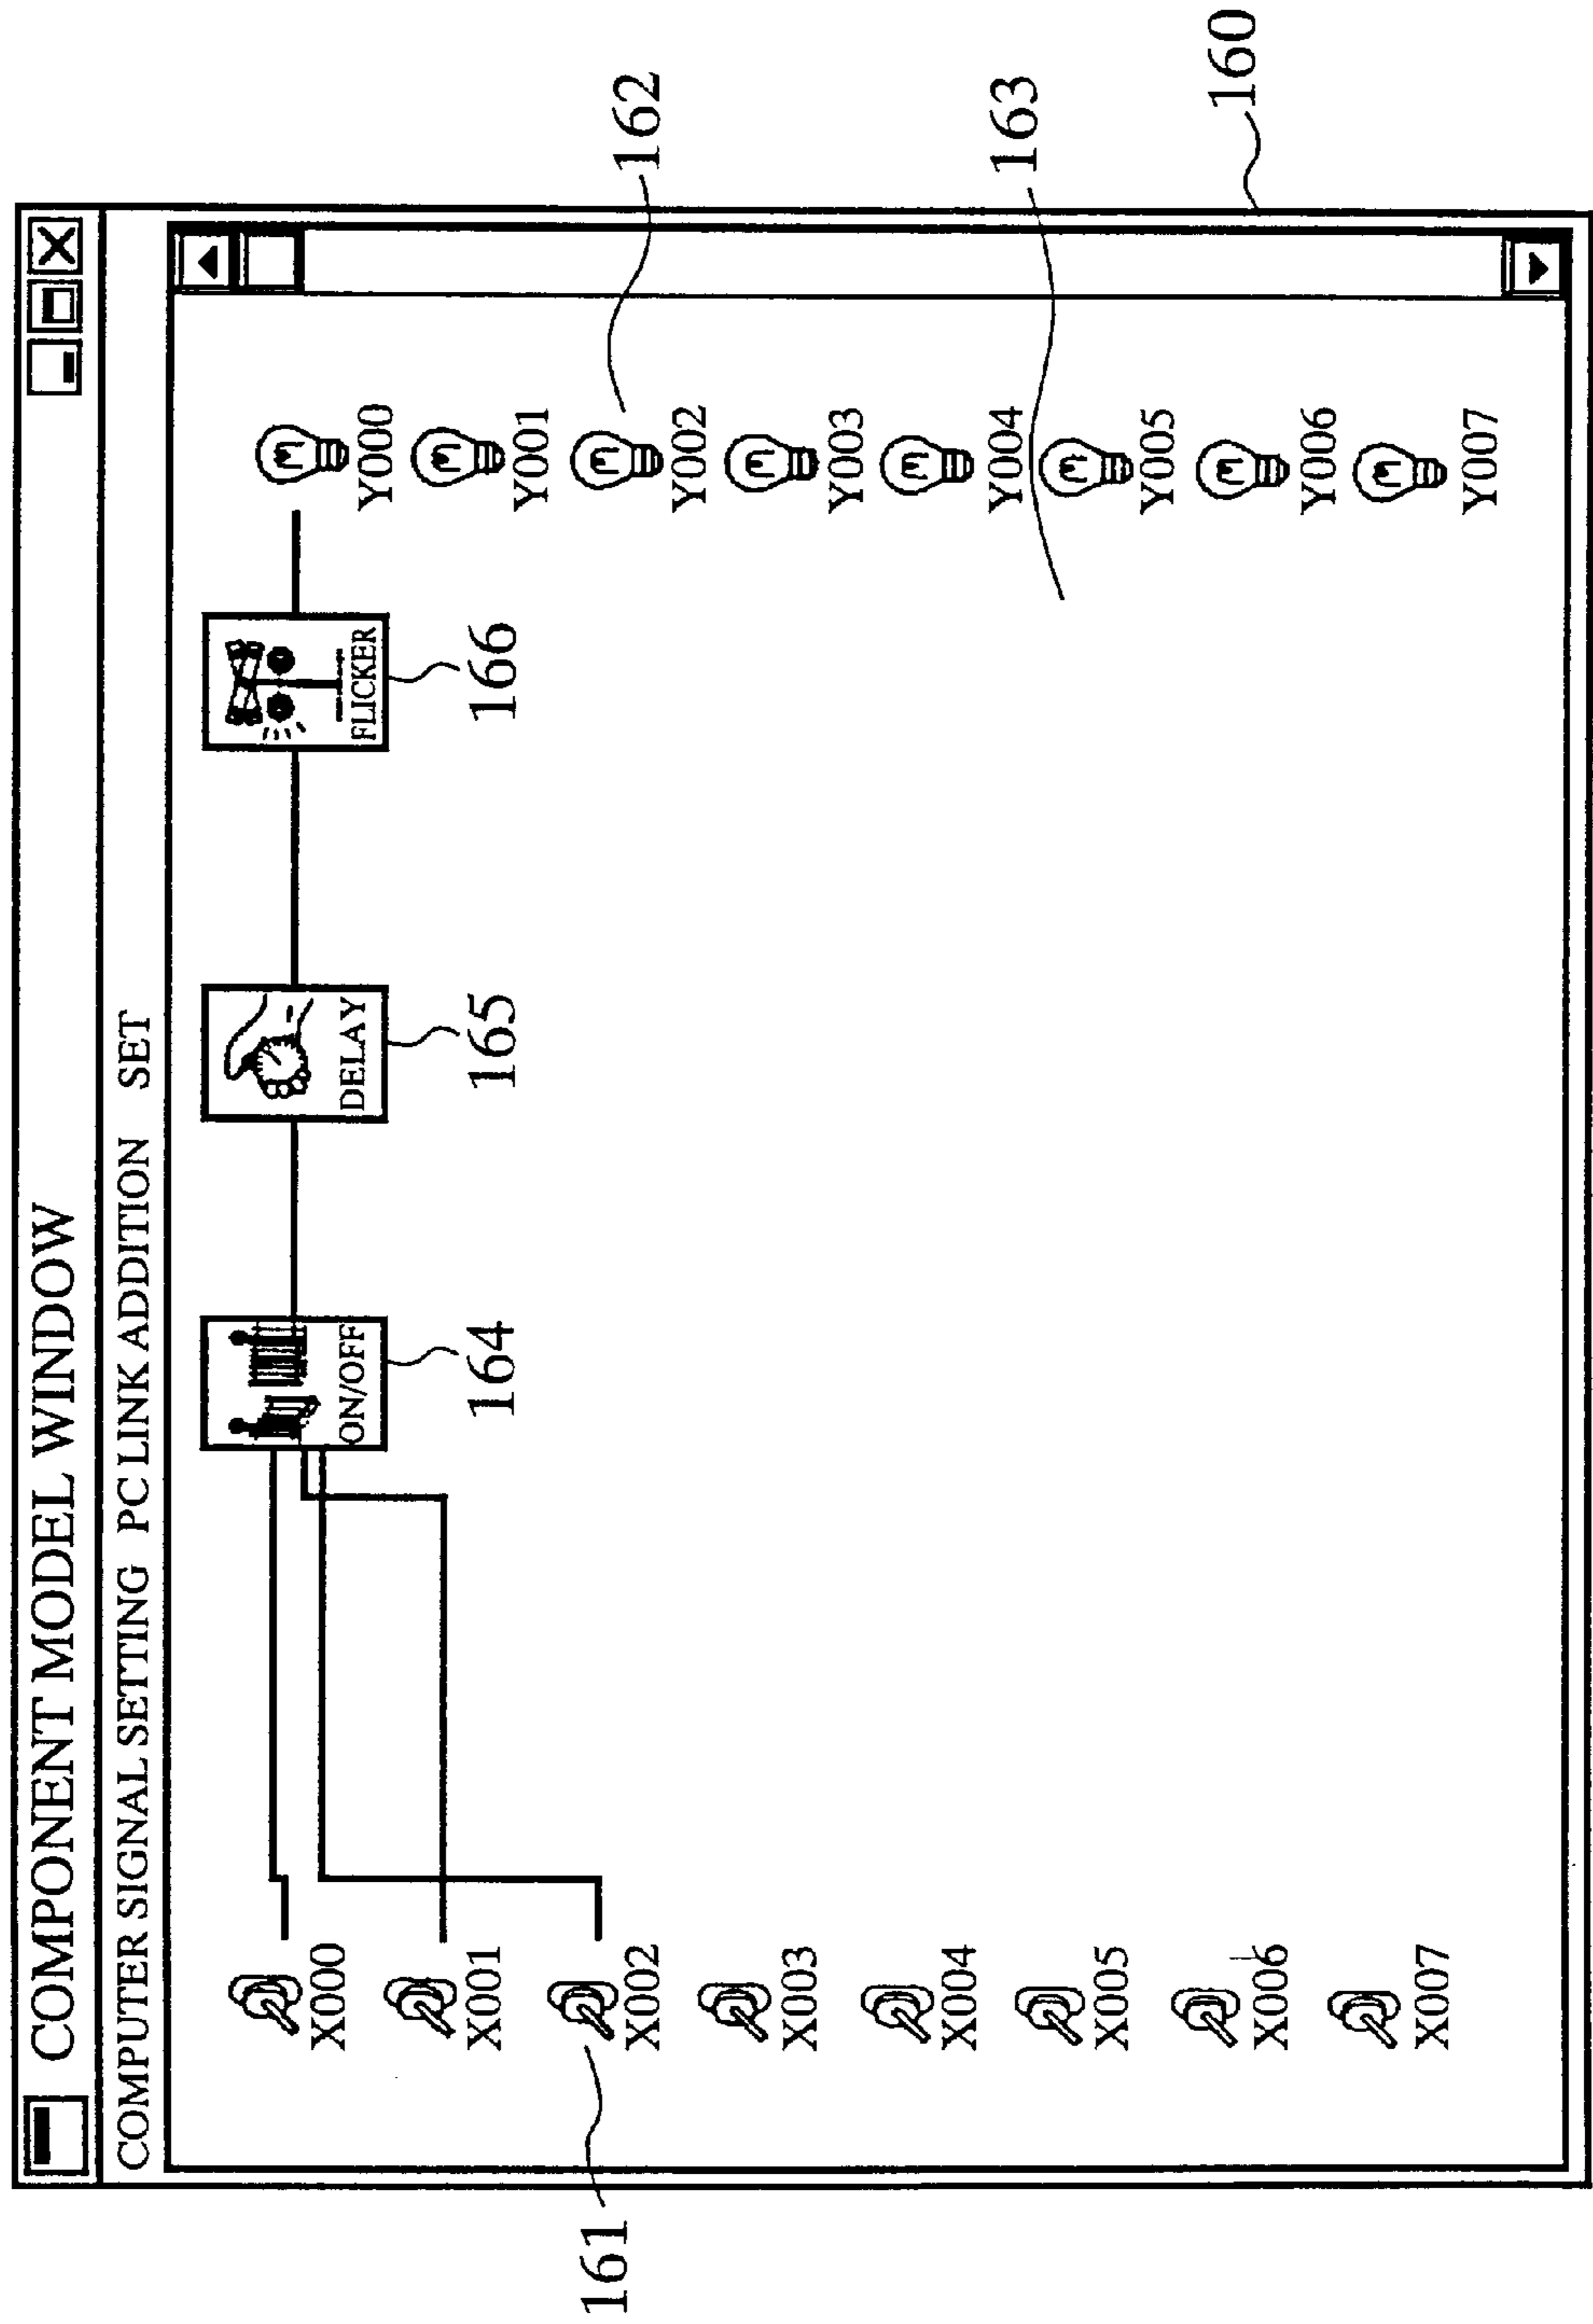 COMPONENT MODEL WINDOW
COMPUTER SIGNAL SETTING PC LINK ADDITION SET
ON/OFF
DELAY
FLICKER
164
165
166
X000
Y000
X001
Y001
161
X002
Y002
162
X003
Y003
X004
Y004
163
X005
Y005
X006
Y006
160
X007
Y007